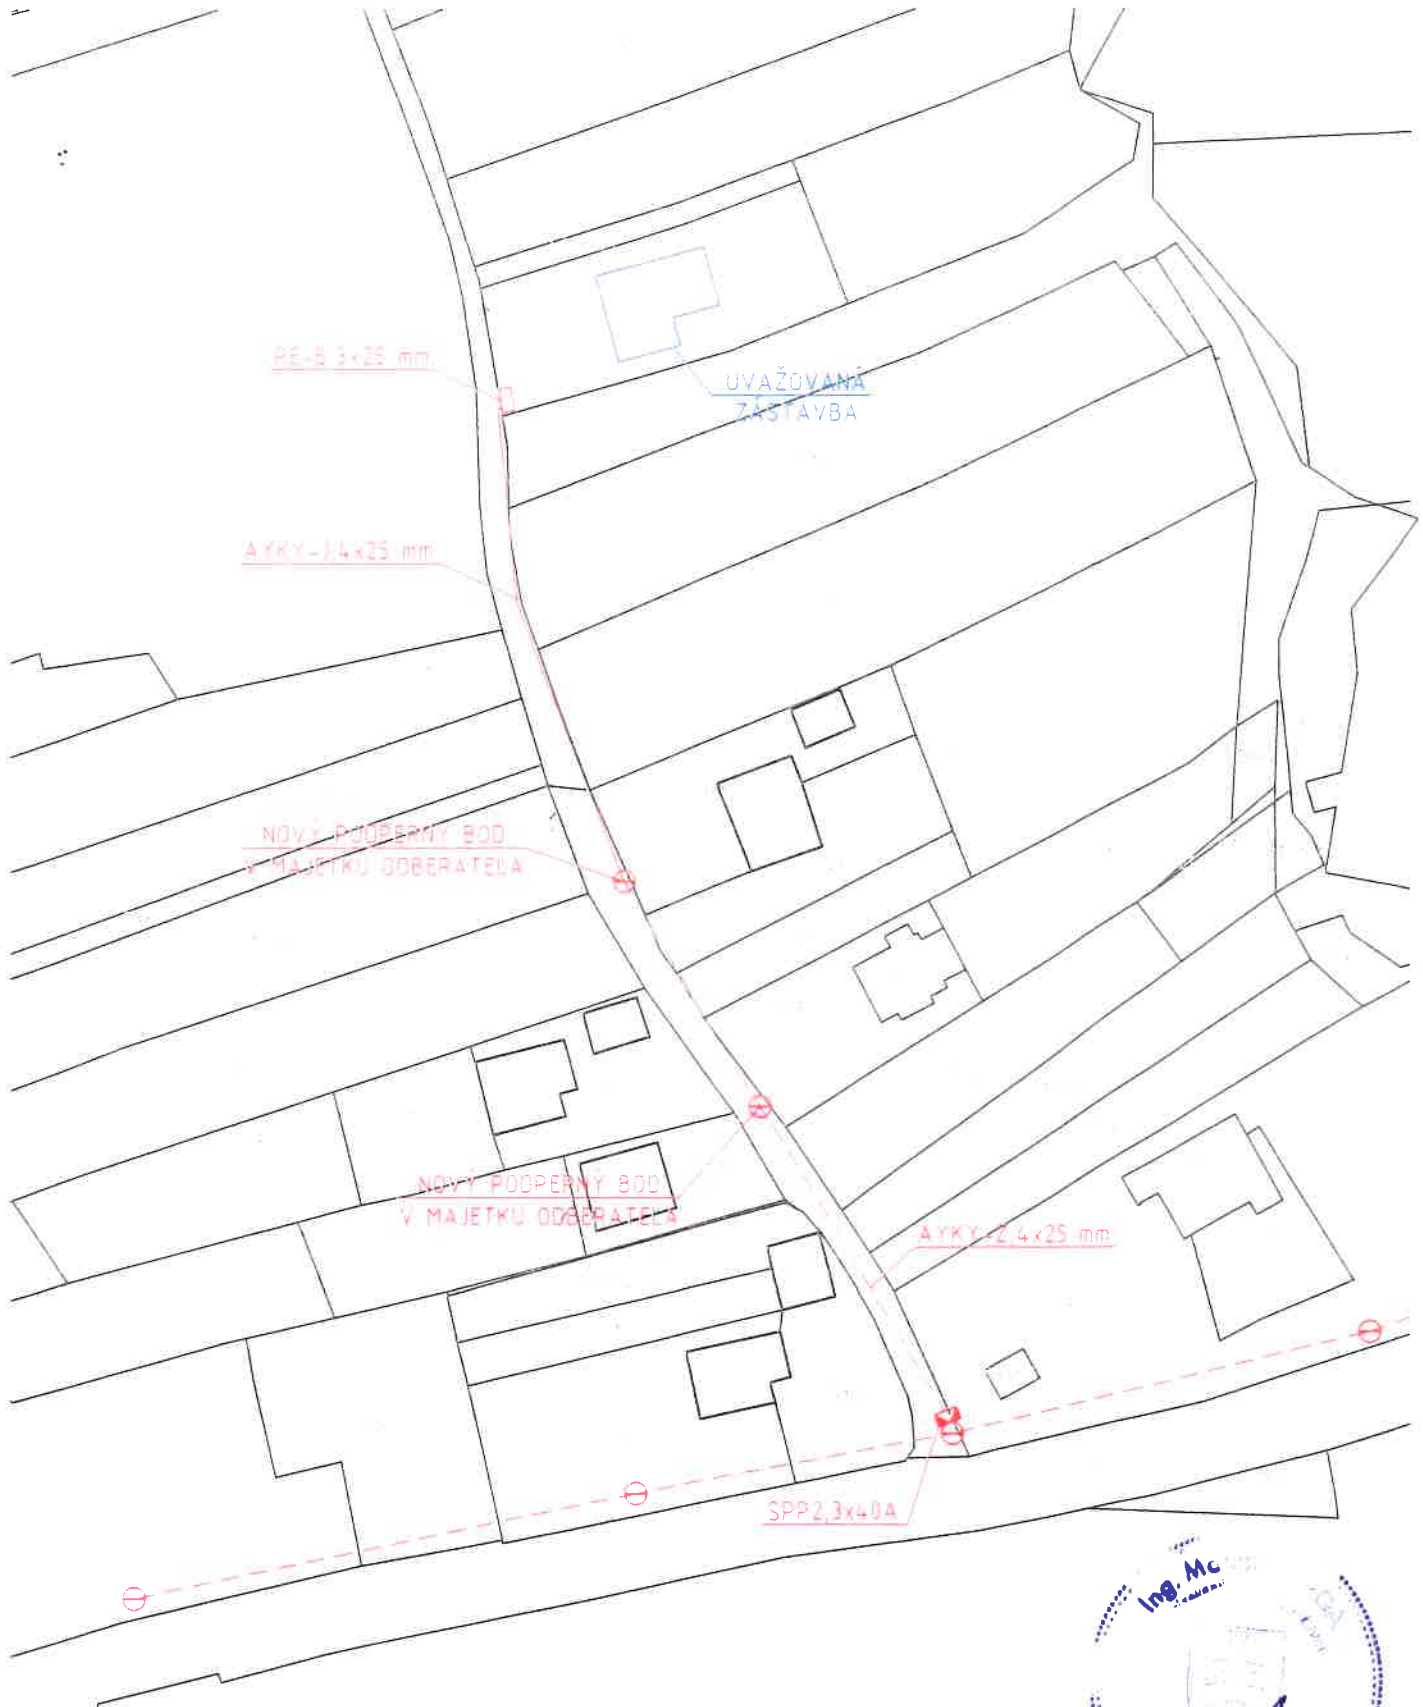 RE-B 3x25 mm
UVAŽOVANÁ
ZÁSTAVBA
AYKY-J,4x25 mm
NOVÝ PODPERNÝ BOD
V MAJETKU ODBERATEĽA
NOVÝ PODPERNÝ BOD
V MAJETKU ODBERATEĽA
AYKY-Z,4x25 mm
SPP2,3x40A
Ing.